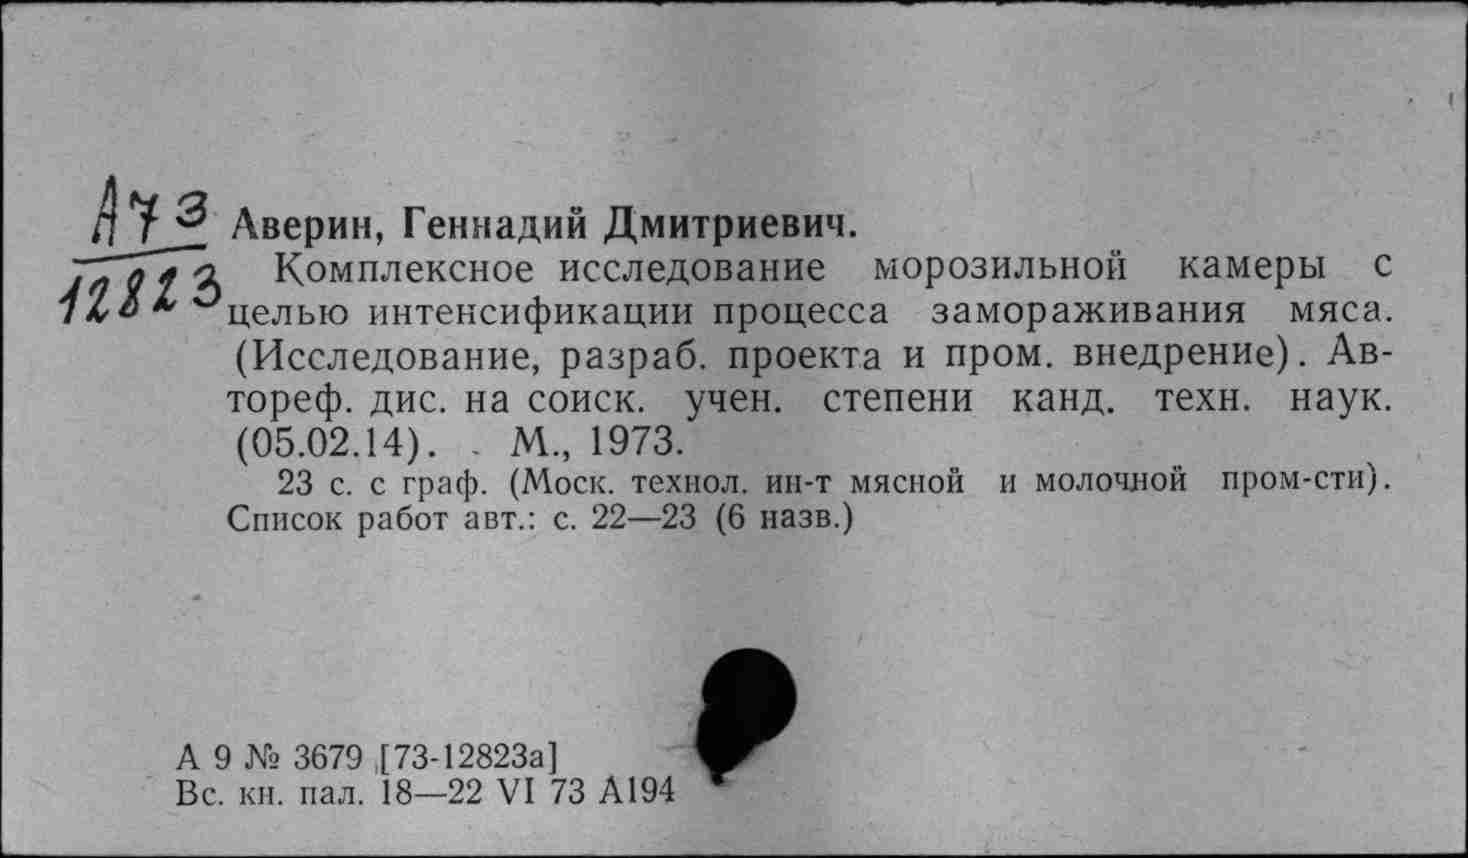 А73
12823
Аверин, Геннадий Дмитриевич.
Комплексное исследование морозильной камеры с
целью интенсификации процесса замораживания мяса.
(Исследование, разраб. проекта и пром. внедрение). Ав-
тореф. дис. на соиск. учен. степени канд. техн. наук.
(05.02.14). . М., 1973.
23 с. с граф. (Моск. технол. ин-т мясной и молочной пром-сти).
Список работ авт.: с. 22—23 (6 назв.)
А 9 № 3679 [73-12823а]
Вс. кн. пал. 18—22 VI 73 А194